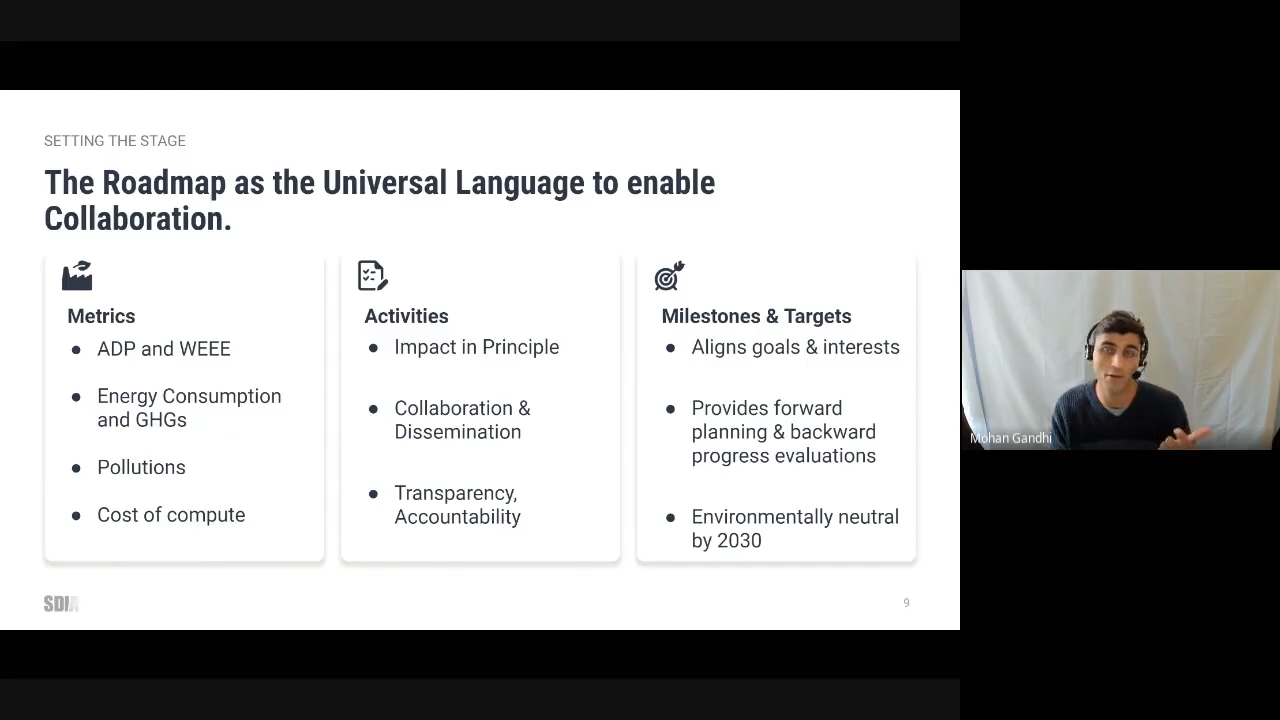 SETTING THE STAGE
The Roadmap as the Universal Language to enable
Collaboration.
Metrics
ADP and WEEE
Energy Consumption
and GHGs
Pollutions
Cost of compute
Activities
Impact in Principle
Collaboration &
Dissemination
Transparency,
Accountability
Milestones & Targets
Aligns goals & interests
Provides forward
planning & backward
progress evaluations
Environmentally neutral
by 2030
SDIA
9
Mohan Gandhi